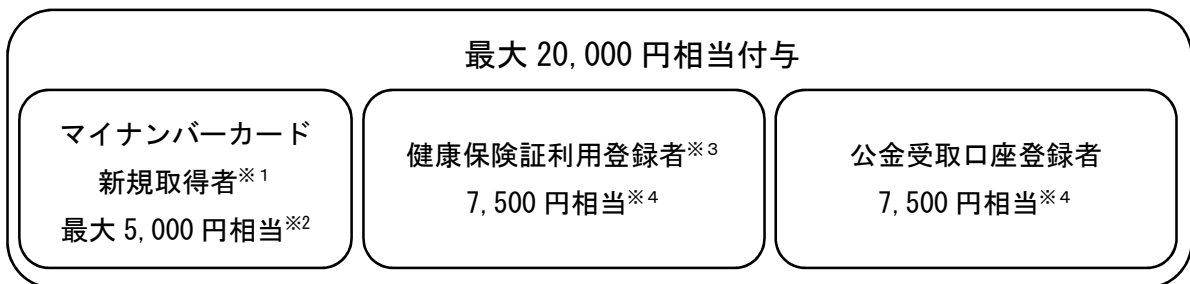 最大 20,000 円相当付与
マイナンバーカード
新規取得者※1
最大 5,000 円相当※2
健康保険証利用登録者※3
7,500 円相当※4
公金受取口座登録者
7,500 円相当※4